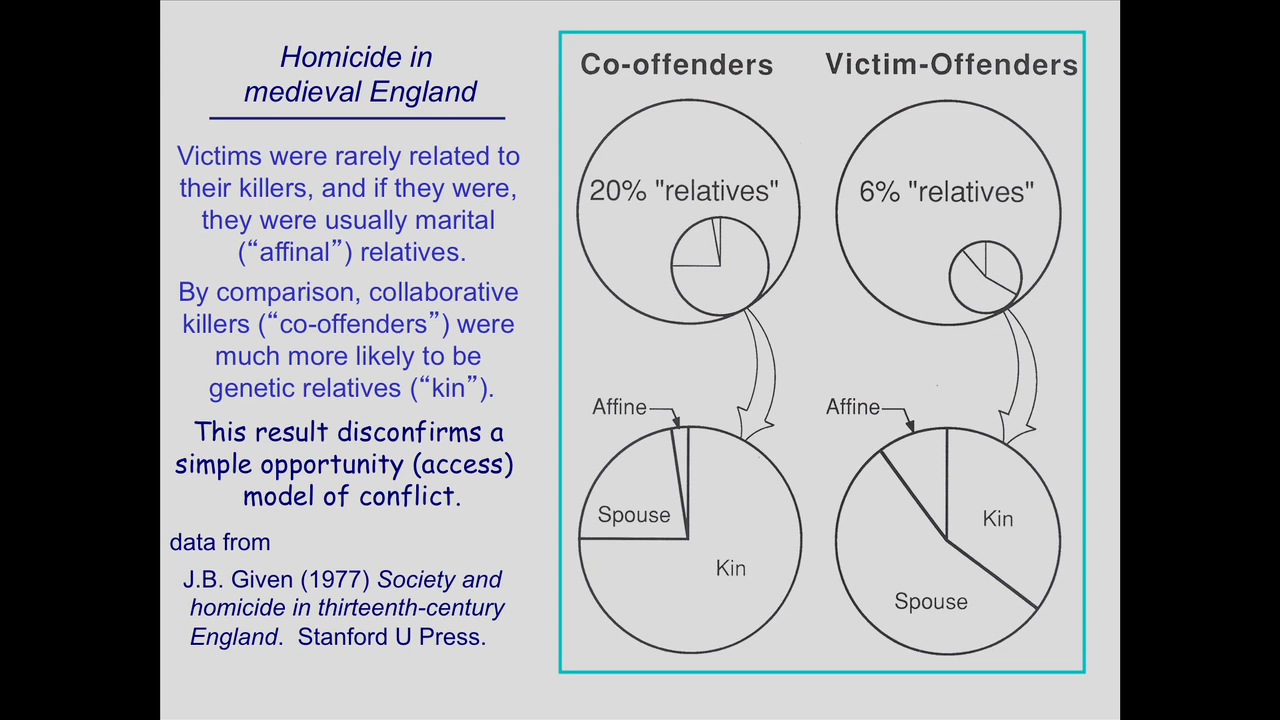 Homicide in
medieval England
Victims were rarely related to
their killers, and if they were,
they were usually marital
(“affinal”) relatives.
By comparison, collaborative
killers (“co-offenders”) were
much more likely to be
genetic relatives (“kin”).
This result disconfirms a
simple opportunity (access)
model of conflict.
data from
J.B. Given (1977) Society and
homicide in thirteenth-century
England. Stanford U Press.
Co-offenders
Victim-Offenders
20% "relatives"
6% "relatives"
Affine
Spouse
Kin
Affine
Kin
Spouse